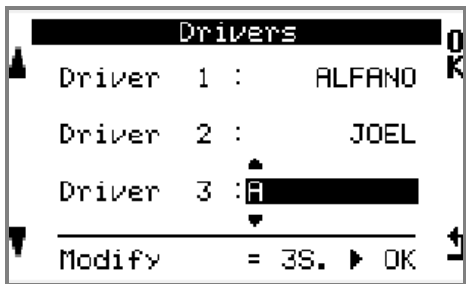 Drivers
OK
Driver 1 : ALFANO
Driver 2 : JOEL
Driver 3 : A
Modify = 3S. ▶ OK